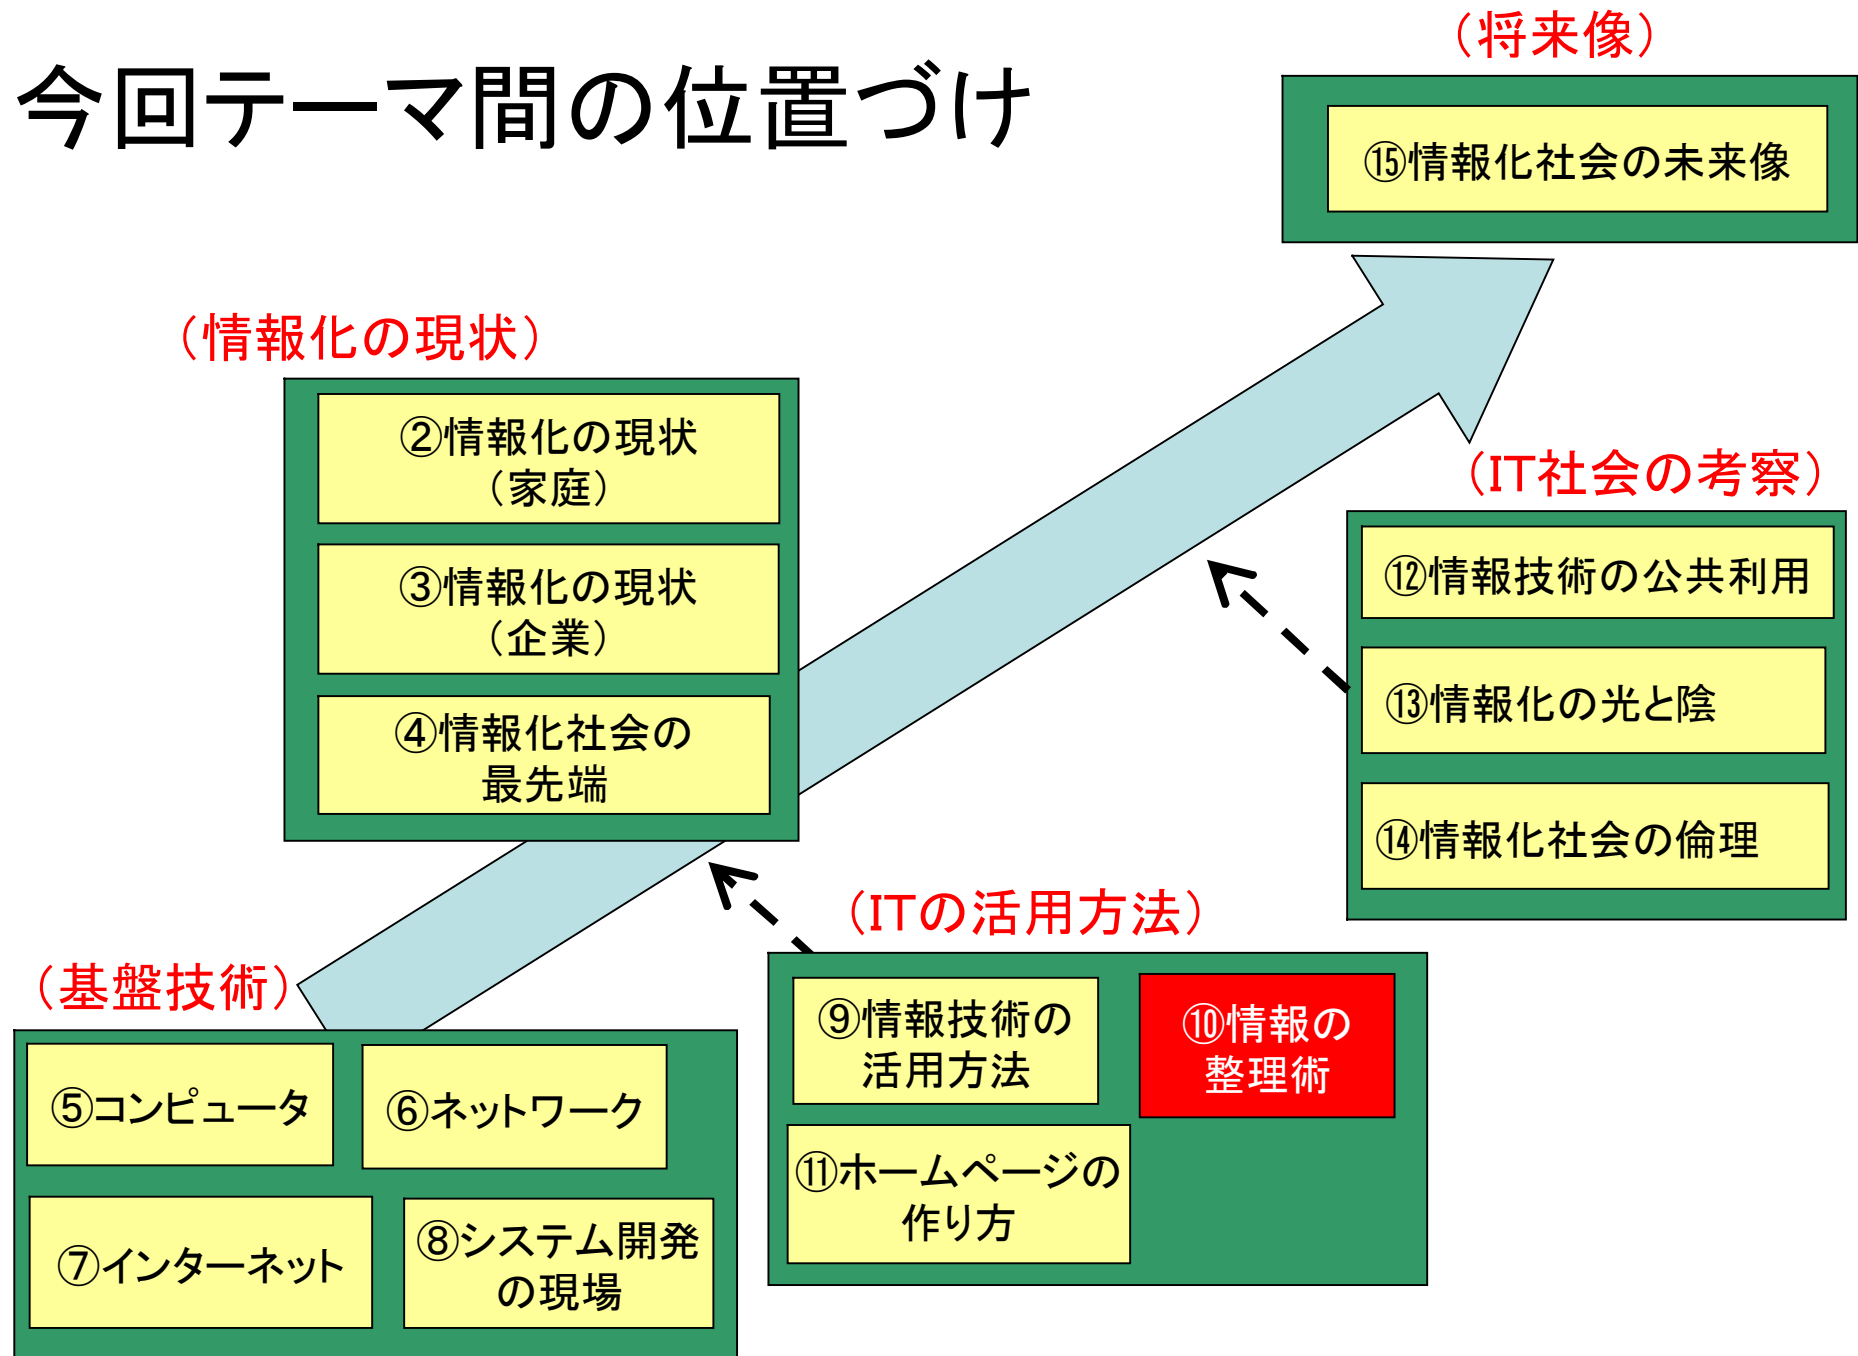 今回テーマ間の位置づけ
（将来像）
⑮情報化社会の未来像
（情報化の現状）
②情報化の現状
（家庭）
③情報化の現状
（企業）
④情報化社会の
最先端
（IT社会の考察）
⑫情報技術の公共利用
⑬情報化の光と陰
⑭情報化社会の倫理
（ITの活用方法）
⑨情報技術の
活用方法
⑩情報の
整理術
⑪ホームページの
作り方
（基盤技術）
⑤コンピュータ
⑥ネットワーク
⑦インターネット
⑧システム開発
の現場